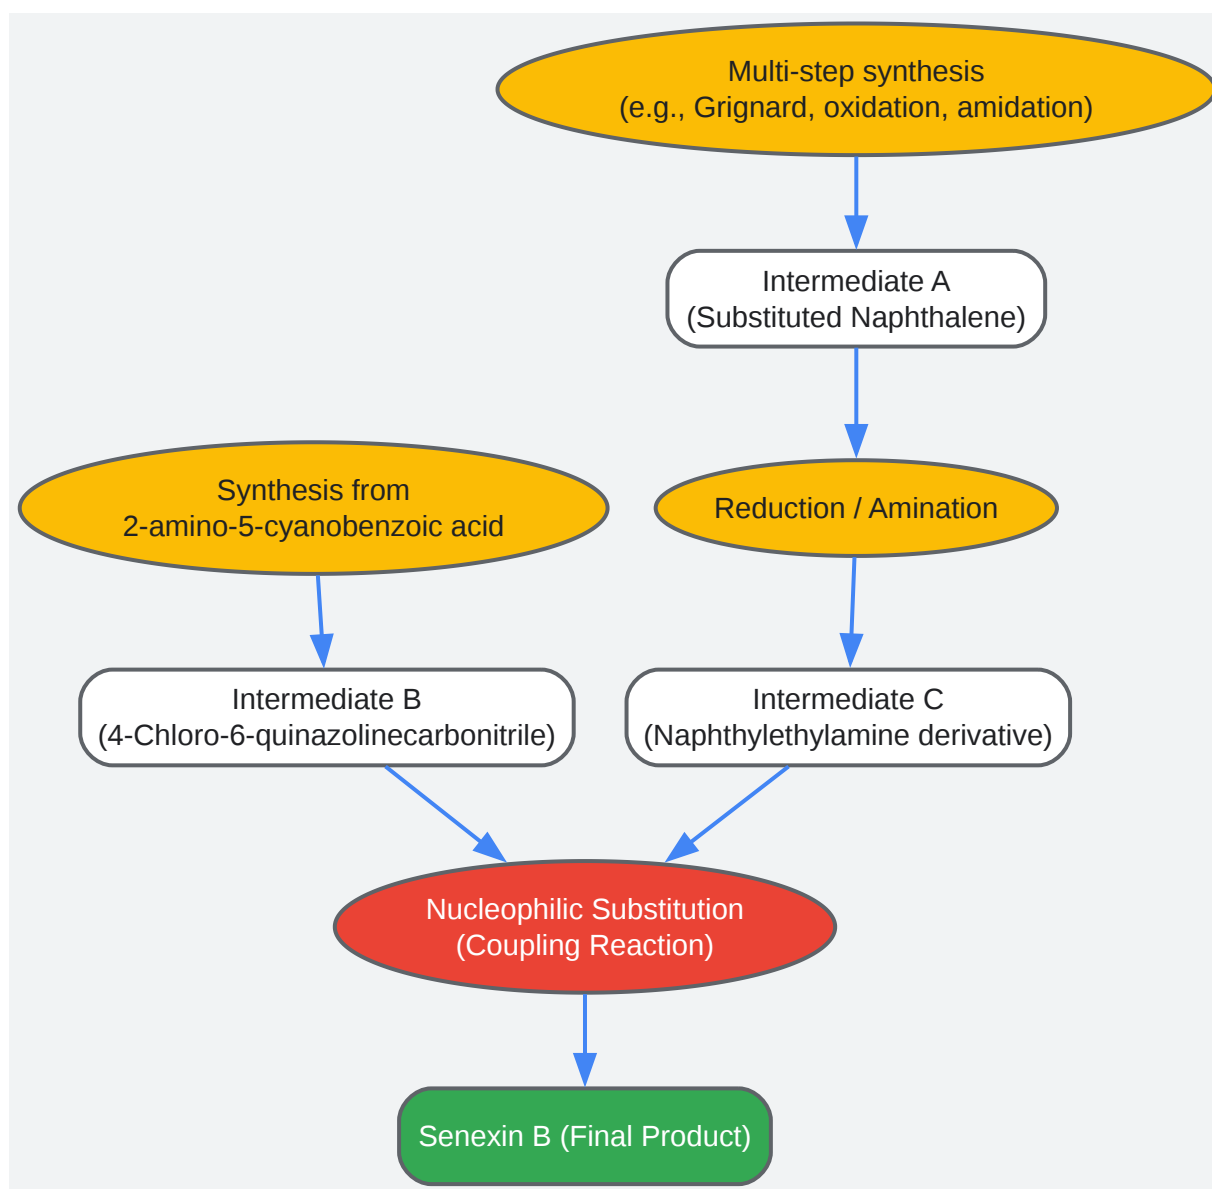 Multi-step synthesis
(e.g., Grignard, oxidation, amidation)
Intermediate A
(Substituted Naphthalene)
Synthesis from
2-amino-5-cyanobenzoic acid
Reduction / Amination
Intermediate B
(4-Chloro-6-quinazolinecarbonitrile)
Intermediate C
(Naphthylethylamine derivative)
Nucleophilic Substitution
(Coupling Reaction)
Senexin B (Final Product)